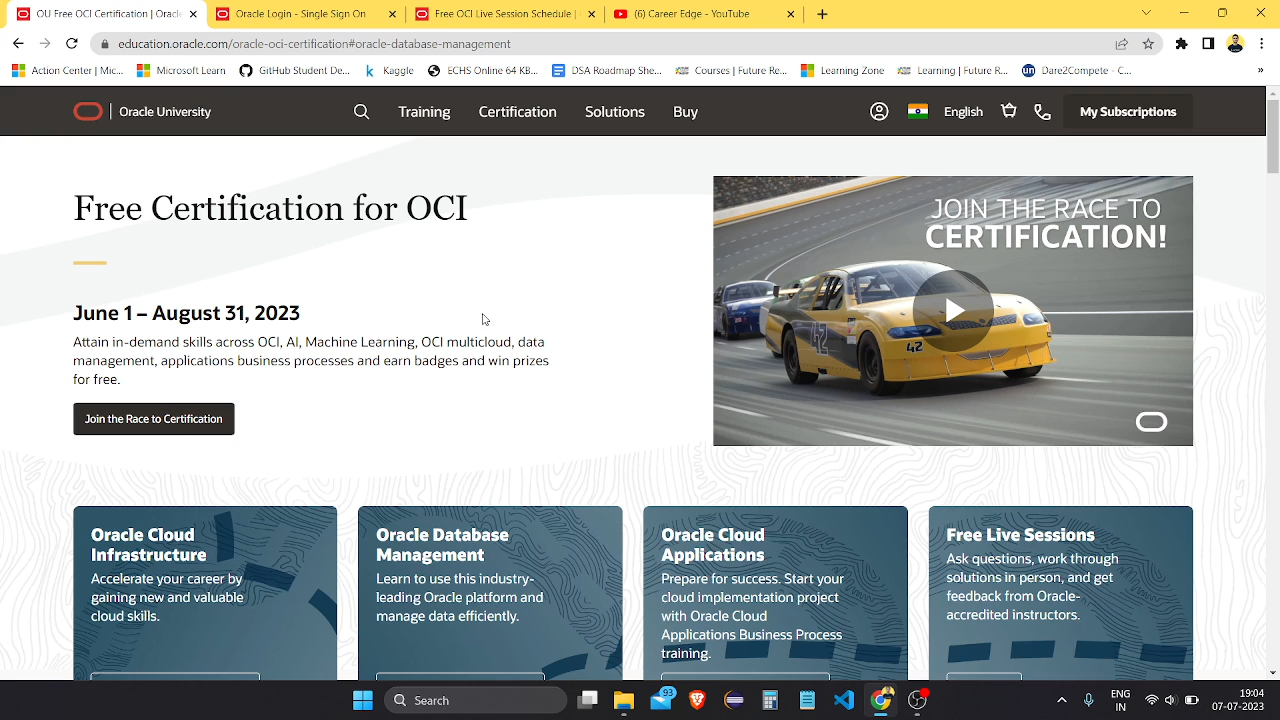 OU Free OCI Certification | Oracle
Oracle Login - Single Sign On
Free OCI Live Session Schedule |
(6) Career Edge - YouTube
education.oracle.com/oracle-oci-certification#oracle-database-managment
Action Center | Mic...
Microsoft Learn
GitHub Student De...
Kaggle
ECHS Online 64 KB...
DSA Roadmap She...
Courses | Future Re...
Learning Zone
Learning | Future R...
Dare2Compete - C...
»
Oracle University
Training
Certification
Solutions
Buy
English
My Subscriptions
Free Certification for OCI
June 1 – August 31, 2023
Attain in-demand skills across OCI, AI, Machine Learning, OCI multicloud, data
management, applications business processes and earn badges and win prizes
for free.
Join the Race to Certification
JOIN THE RACE TO
CERTIFICATION!
42
42
Oracle Cloud
Infrastructure
Accelerate your career by
gaining new and valuable
cloud skills.
Oracle Database
Management
Learn to use this industry-
leading Oracle platform and
manage data efficiently.
Oracle Cloud
Applications
Prepare for success. Start your
cloud implementation project
with Oracle Cloud
Applications Business Process
training.
Free Live Sessions
Ask questions, work through
solutions in person, and get
feedback from Oracle-
accredited instructors.
Search
93
ENG
IN
19:04
07-07-2023